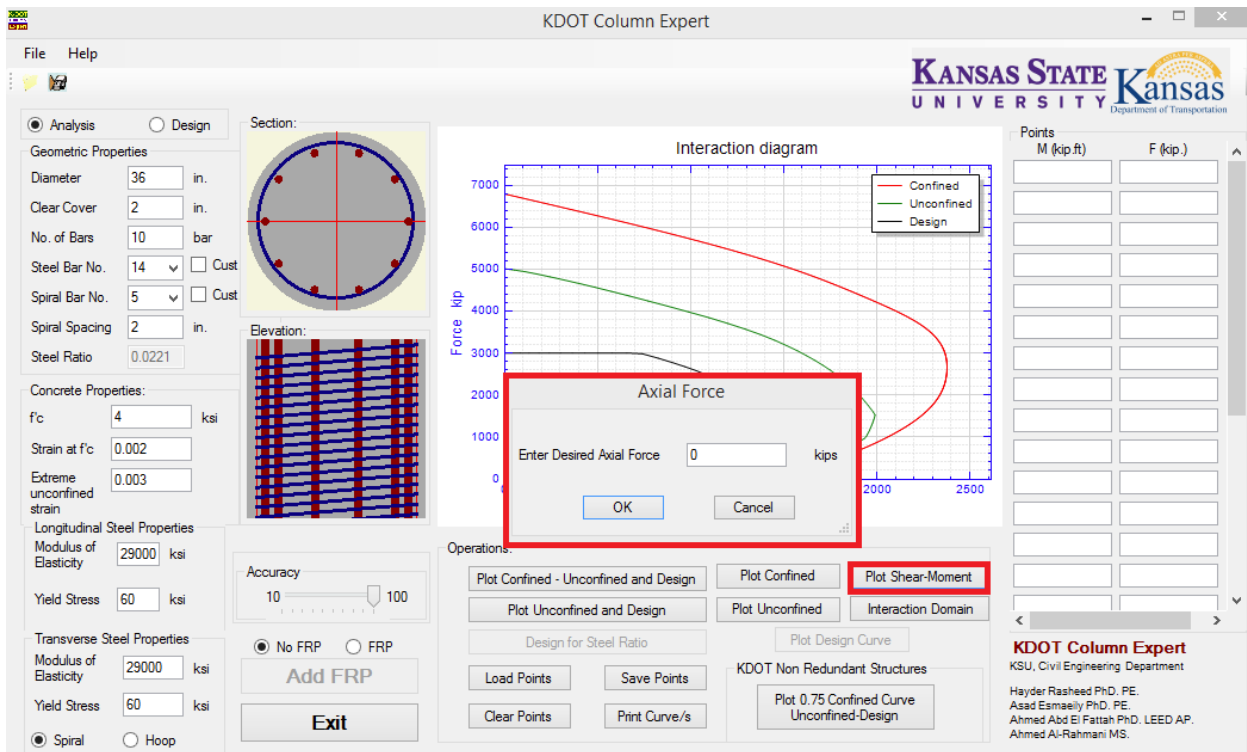 KDOT Column Expert
File Help
KANSAS STATE
UNIVERSITY
Kansas
Department of Transportation
Analysis Design
Geometric Properties
Diameter 36 in.
Clear Cover 2 in.
No. of Bars 10 bar
Steel Bar No. 14 Cust
Spiral Bar No. 5 Cust
Spiral Spacing 2 in.
Steel Ratio 0.0221
Concrete Properties:
f'c 4 ksi
Strain at f'c 0.002
Extreme
unconfined
strain
0.003
Longitudinal Steel Properties
Modulus of
Elasticity
29000 ksi
Yield Stress 60 ksi
Transverse Steel Properties
Modulus of
Elasticity
29000 ksi
Yield Stress 60 ksi
Spiral Hoop
Section:
Elevation:
Accuracy
10 100
No FRP FRP
Add FRP
Exit
Interaction diagram
Confined
Unconfined
Design
Force kip
7000
6000
5000
4000
3000
2000
1000
0
2000 2500
Axial Force
Enter Desired Axial Force 0 kips
OK Cancel
Operations:
Plot Confined - Unconfined and Design Plot Confined Plot Shear-Moment
Plot Unconfined and Design Plot Unconfined Interaction Domain
Design for Steel Ratio Plot Design Curve
Load Points Save Points
Clear Points Print Curve/s
KDOT Non Redundant Structures
Plot 0.75 Confined Curve
Unconfined-Design
Points
M (kip.ft) F (kip.)
KDOT Column Expert
KSU, Civil Engineering Department
Hayder Rasheed PhD. PE.
Asad Esmaeily PhD. PE.
Ahmed Abd El Fattah PhD. LEED AP.
Ahmed Al-Rahmani MS.